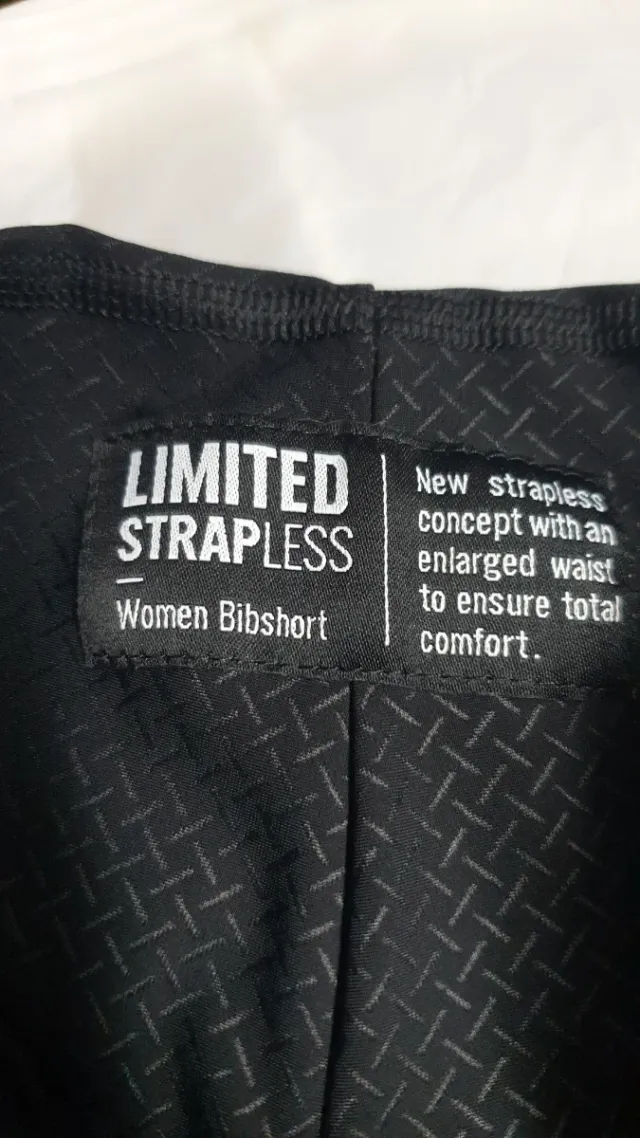 LIMITED
STRAPLESS
Women Bibshort
New strapless
concept with an
enlarged waist
to ensure total
comfort.